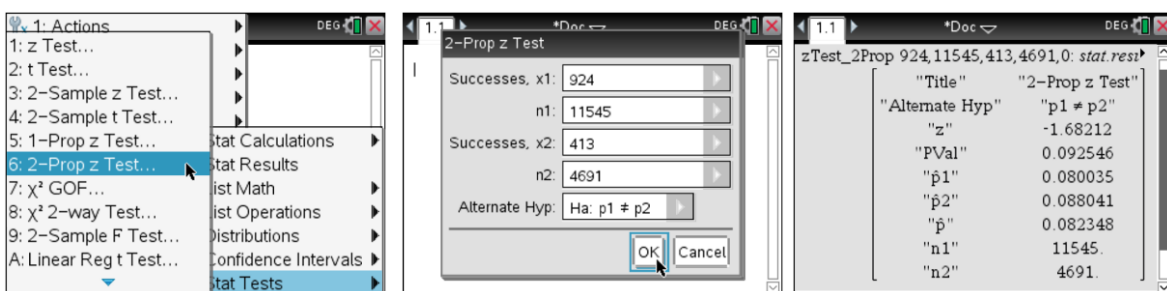 1: Actions
DEG
1: z Test...
2: t Test...
3: 2-Sample z Test...
4: 2-Sample t Test...
5: 1-Prop z Test...
6: 2-Prop z Test...
7: χ² GOF...
8: χ² 2-way Test...
9: 2-Sample F Test...
A: Linear Reg t Test...
Stat Calculations
Stat Results
List Math
List Operations
Distributions
Confidence Intervals
Stat Tests
1.1
*Doc
DEG
2-Prop z Test
Successes, x1: 924
n1: 11545
Successes, x2: 413
n2: 4691
Alternate Hyp: Ha: p1 ≠ p2
OK Cancel
1.1 *Doc DEG
zTest_2Prop 924,11545,413,4691,0: stat.resu
"Title" "2-Prop z Test"
"Alternate Hyp" "p1 ≠ p2"
"z" -1.68212
"PVal" 0.092546
"p̂1" 0.080035
"p̂2" 0.088041
"p̂" 0.082348
"n1" 11545.
"n2" 4691.